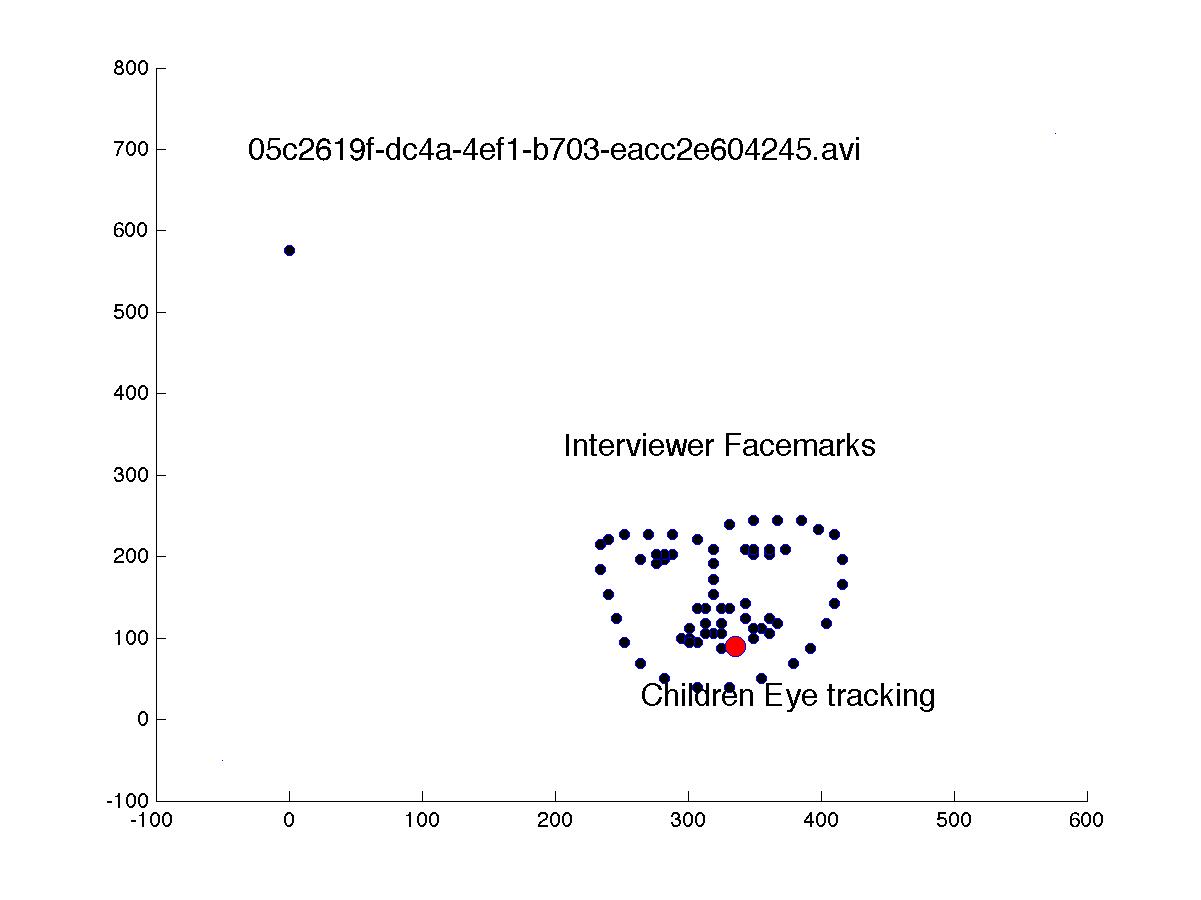 800
700
05c2619f-dc4a-4ef1-b703-eacc2e604245.avi
600
500
400
Interviewer Facemarks
300
200
100
Children Eye tracking
0
-100
-100 0 100 200 300 400 500 600